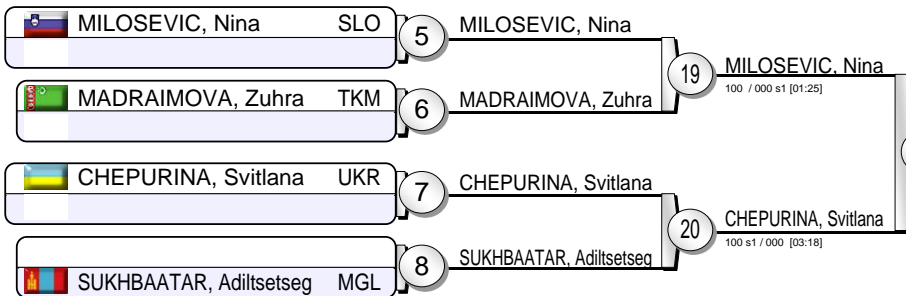 MILOSEVIC, Nina SLO
5
MILOSEVIC, Nina
MADRAIMOVA, Zuhra TKM
6
MADRAIMOVA, Zuhra
19
MILOSEVIC, Nina
100 / 000 s1 [01:25]
CHEPURINA, Svitlana UKR
7
CHEPURINA, Svitlana
SUKHBAATAR, Adiltsetseg MGL
8
SUKHBAATAR, Adiltsetseg
20
CHEPURINA, Svitlana
100 s1 / 000 [03:18]